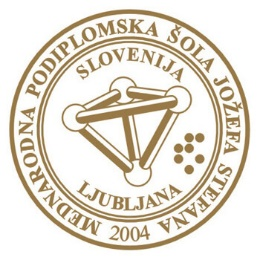 MEDNARODNA PODIPLOMSKA ŠOLA JOŽEFA STEFANA
SLOVENIJA
LJUBLJANA
2004